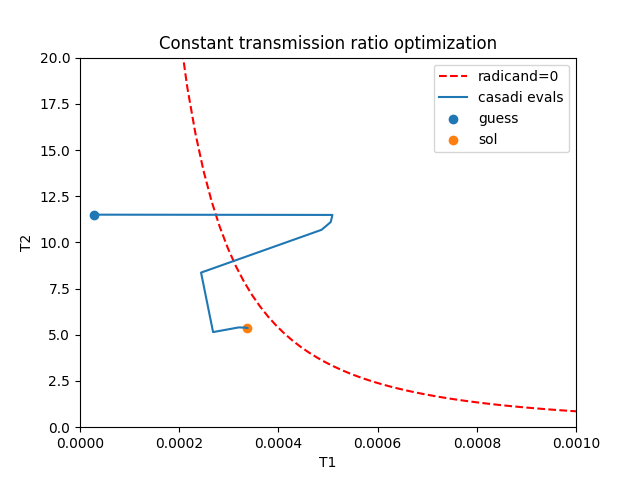 Constant transmission ratio optimization
radicand=0
casadi evals
guess
sol
20.0
17.5
15.0
12.5
10.0
7.5
5.0
2.5
0.0
T2
0.0000 0.0002 0.0004 0.0006 0.0008 0.0010
T1